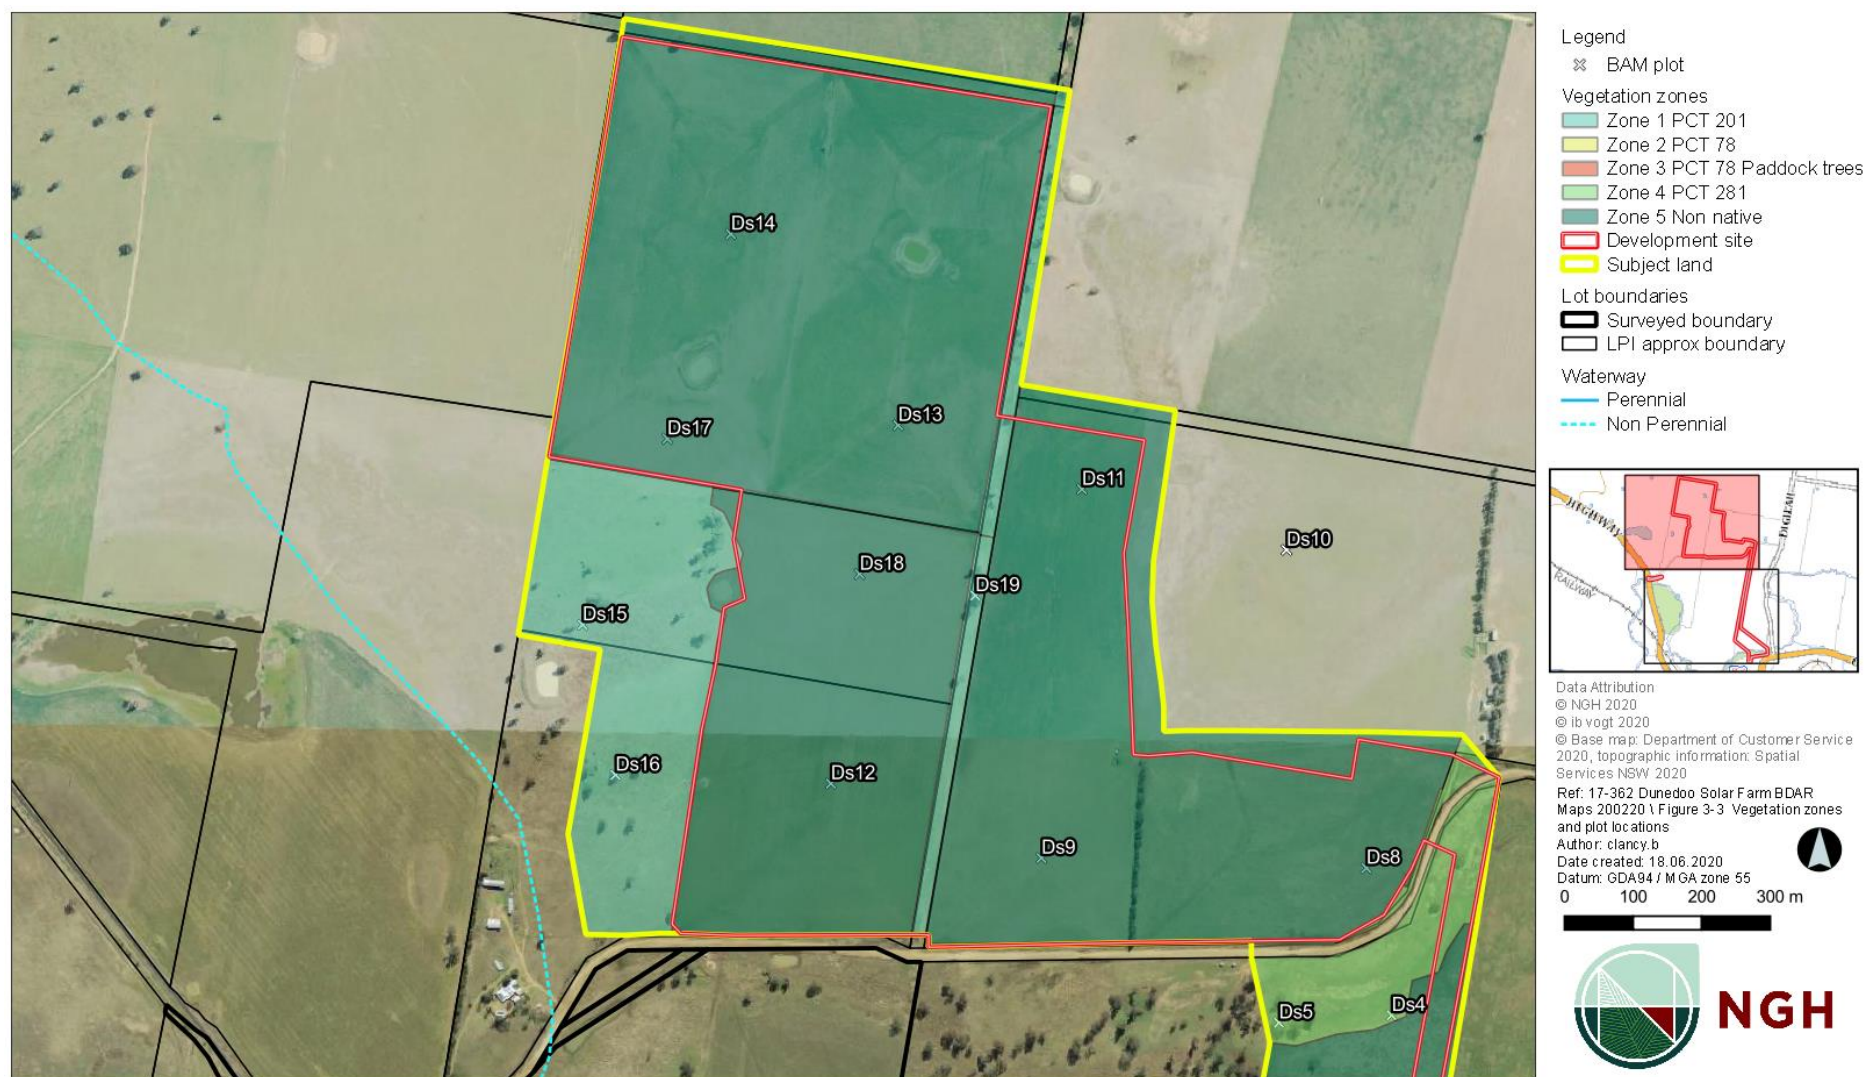 Ds14
Ds13
Ds17
Ds11
Ds10
Ds18
Ds19
Ds15
Ds16
Ds12
Ds9
Ds8
Ds5
Ds4
Legend
BAM plot
Vegetation zones
Zone 1 PCT 201
Zone 2 PCT 78
Zone 3 PCT 78 Paddock trees
Zone 4 PCT 281
Zone 5 Non native
Development site
Subject land
Lot boundaries
Surveyed boundary
LPI approx boundary
Waterway
Perennial
Non Perennial
HIGHWAY
RAILWAY
Data Attribution
© NGH 2020
© ib vogt 2020
© Base map: Department of Customer Service
2020, topographic information: Spatial
Services NSW 2020
Ref: 17-362 Dunedoo Solar Farm BDAR
Maps 200220 \ Figure 3-3 Vegetation zones
and plot locations
Author: clancy.b
Date created: 18.06.2020
Datum: GDA94 / MGA zone 55
0 100 200 300 m
NGH